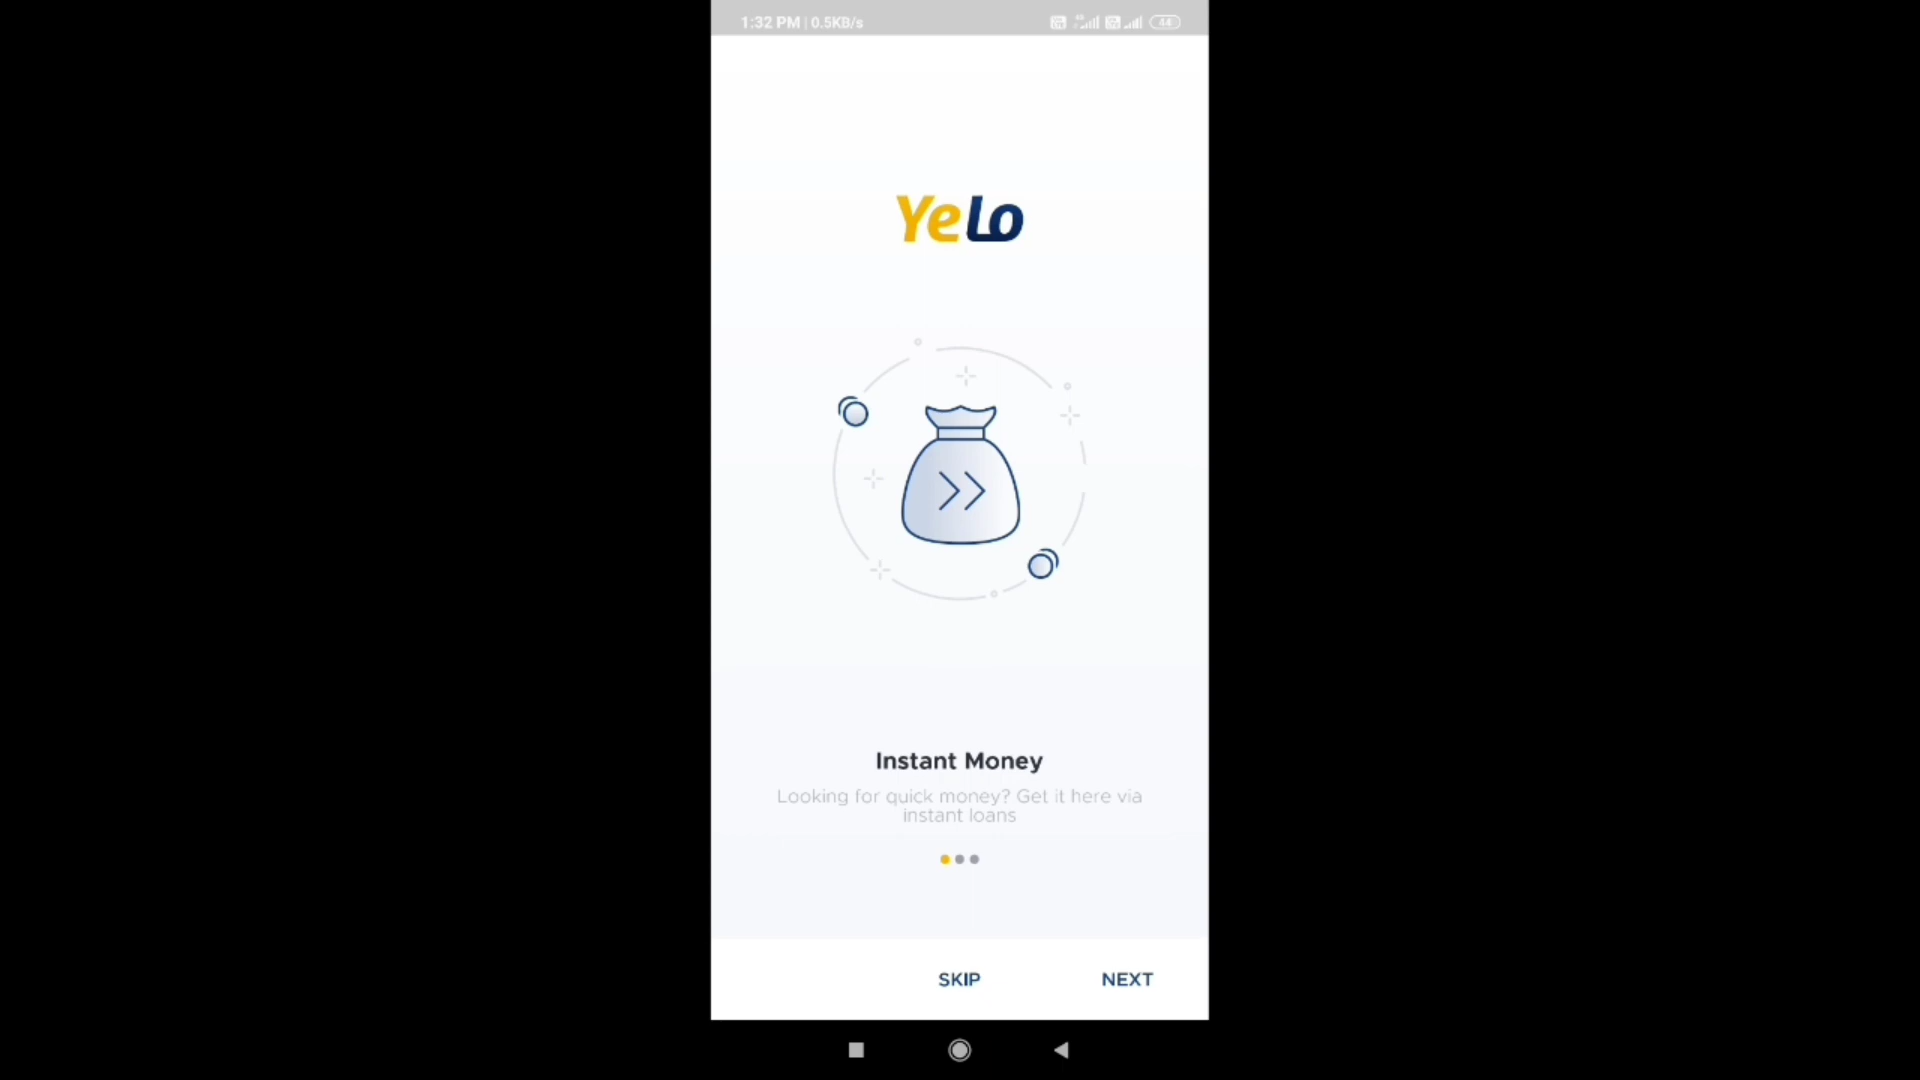 1:32 PM | 0.5KB/s
44
YeLo
Instant Money
Looking for quick money? Get it here via
instant loans
SKIP
NEXT